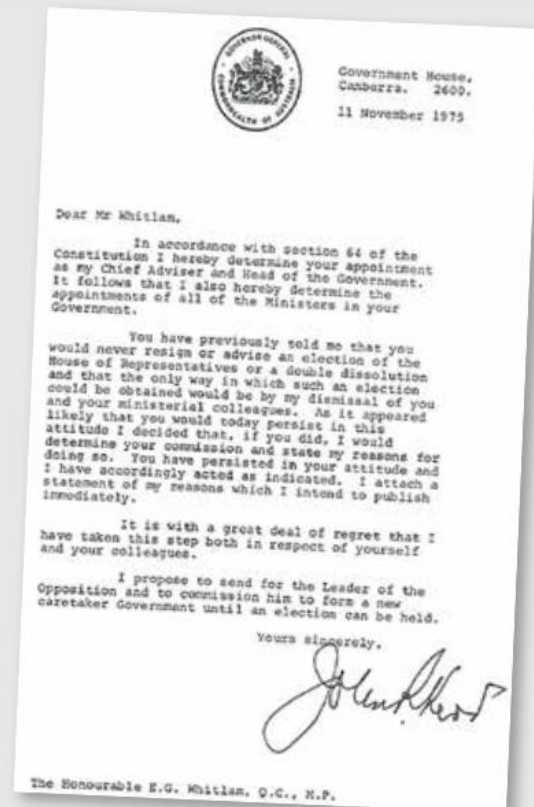 GOVERNOR-GENERAL
COMMONWEALTH OF AUSTRALIA
Government House,
Canberra. 2600.
11 November 1975
Dear Mr Whitlam,
In accordance with section 64 of the
Constitution I hereby determine your appointment
as my Chief Adviser and Head of the Government.
It follows that I also hereby determine the
appointments of all of the Ministers in your
Government.
You have previously told me that you
would never resign or advise an election of the
House of Representatives or a double dissolution
and that the only way in which such an election
could be obtained would be by my dismissal of you
and your ministerial colleagues. As it appeared
likely that you would today persist in this
attitude I decided that, if you did, I would
determine your commission and state my reasons for
doing so. You have persisted in your attitude and
I have accordingly acted as indicated. I attach a
statement of my reasons which I intend to publish
immediately.
It is with a great deal of regret that I
have taken this step both in respect of yourself
and your colleagues.
I propose to send for the Leader of the
Opposition and to commission him to form a new
caretaker Government until an election can be held.
Yours sincerely,
John R. Kerr
The Honourable E.G. Whitlam, Q.C., M.P.